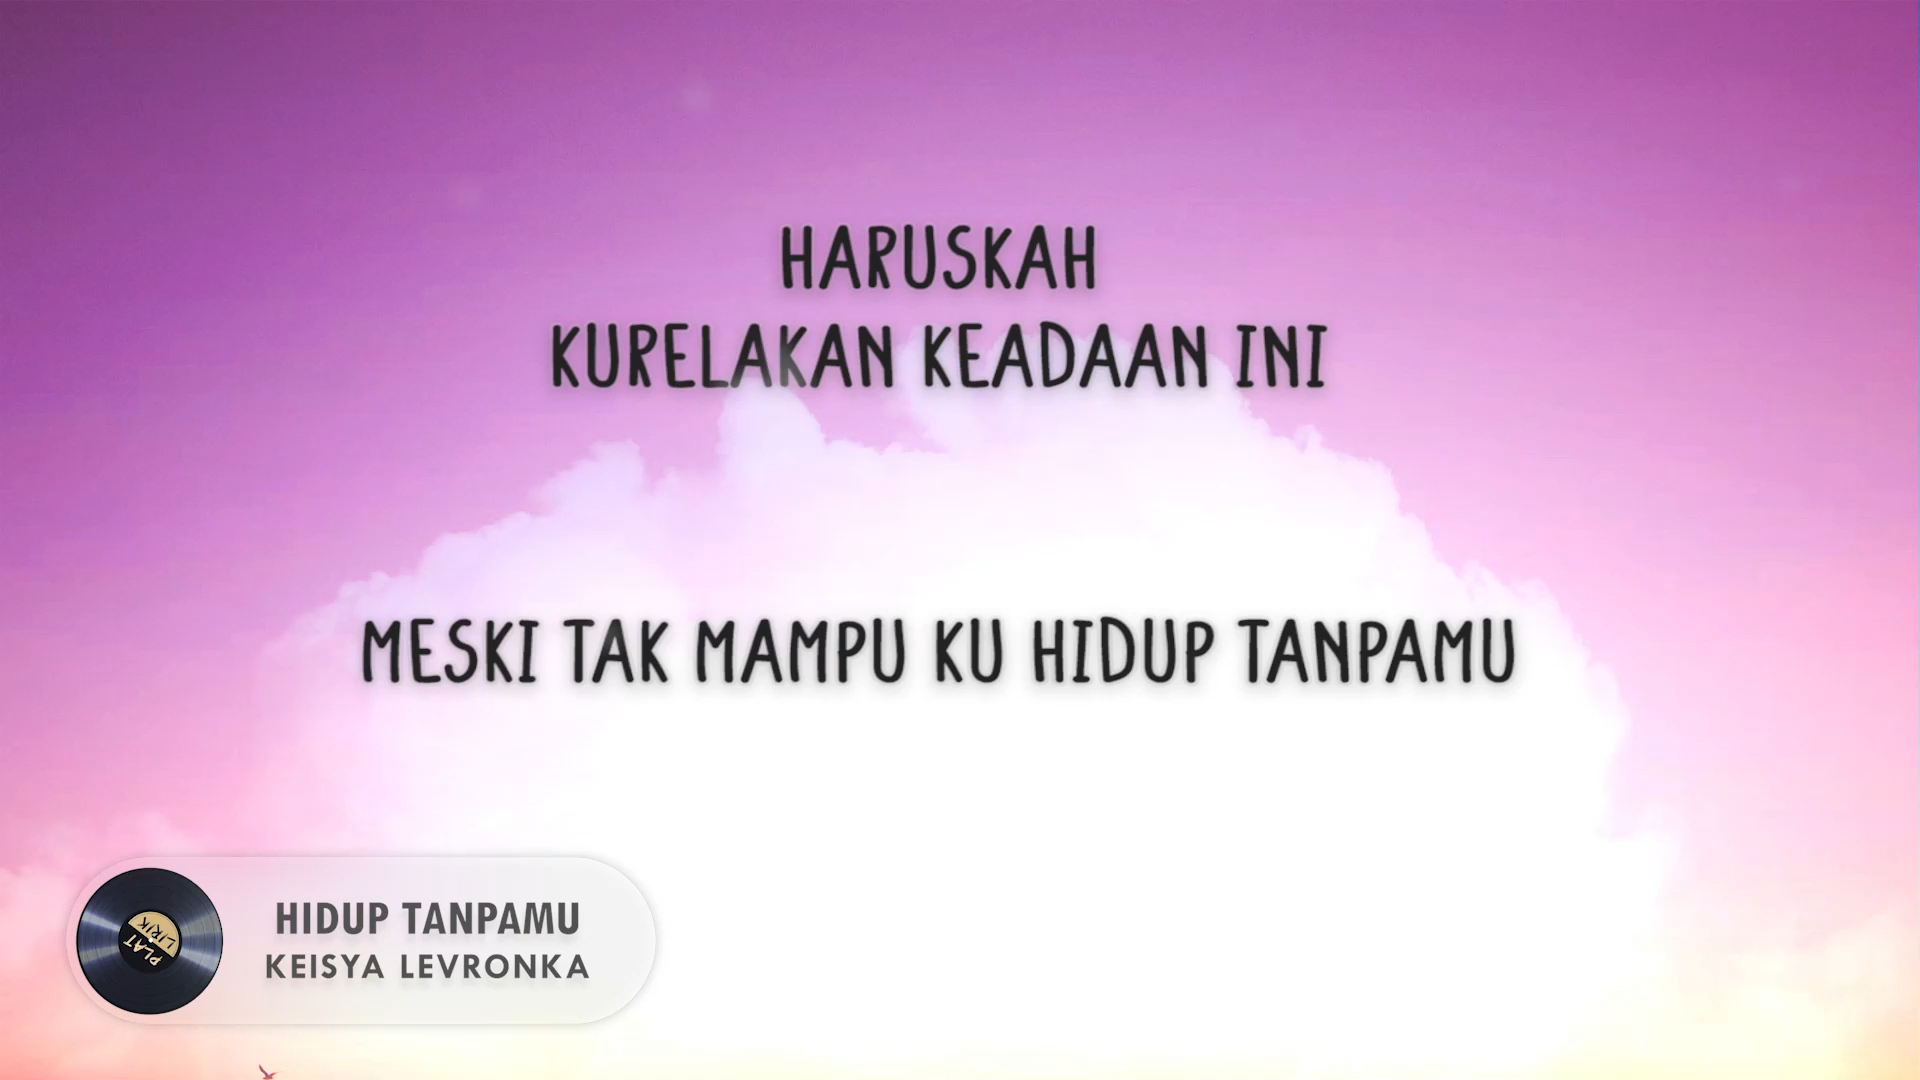 HARUSKAH
KURELAKAN KEADAAN INI
MESKI TAK MAMPU KU HIDUP TANPAMU
HIDUP TANPAMU
KEISYA LEVRONKA
PLAT
LIRIK